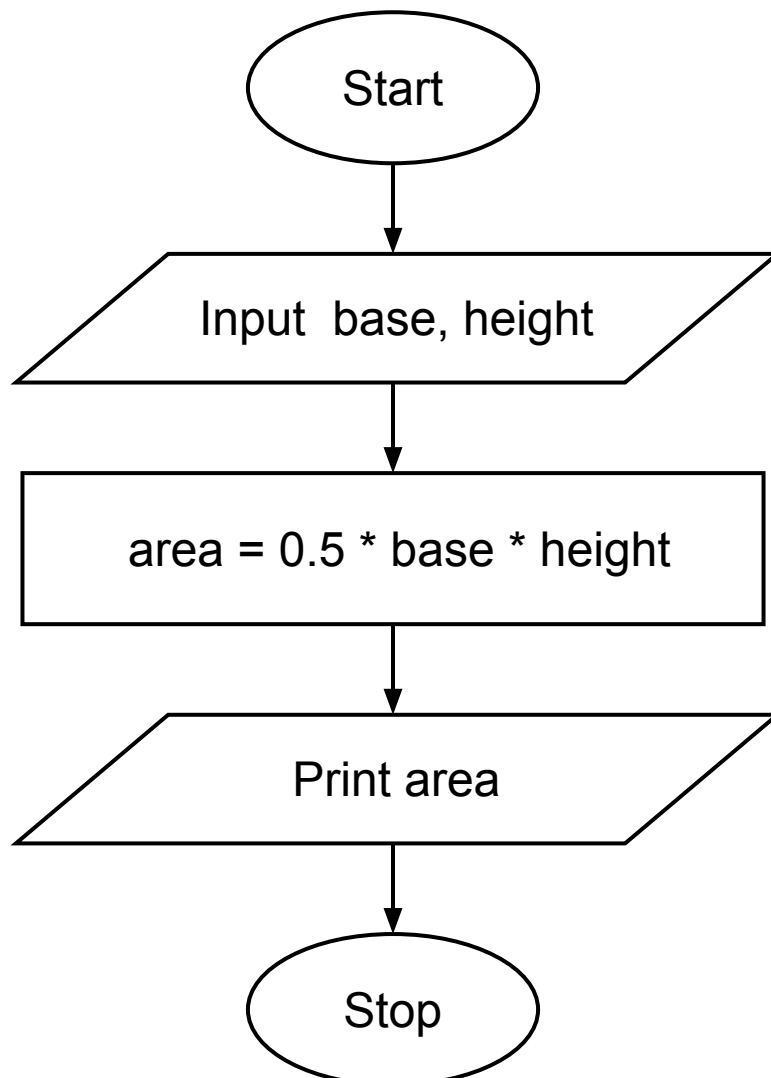 Start
Input  base, height
area = 0.5 * base * height
Print area
Stop